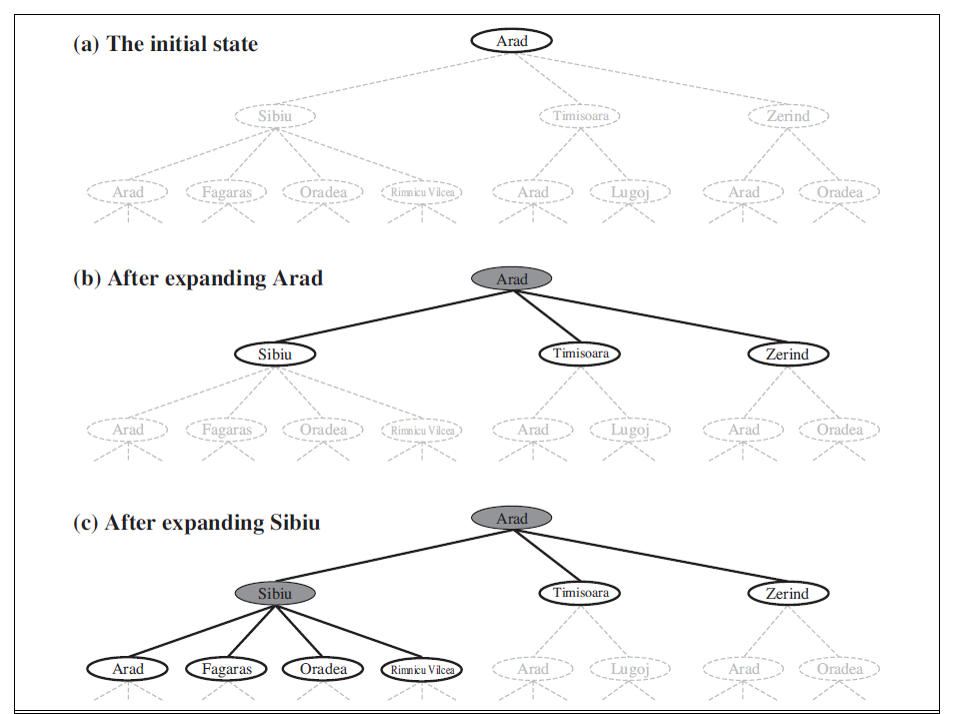 (a) The initial state
Arad
Sibiu
Timisoara
Zerind
Arad
Fagaras
Oradea
Rimnicu Vilcea
Arad
Lugoj
Arad
Oradea
(b) After expanding Arad
Arad
Sibiu
Timisoara
Zerind
Arad
Fagaras
Oradea
Rimnicu Vilcea
Arad
Lugoj
Arad
Oradea
(c) After expanding Sibiu
Arad
Sibiu
Timisoara
Zerind
Arad
Fagaras
Oradea
Rimnicu Vilcea
Arad
Lugoj
Arad
Oradea